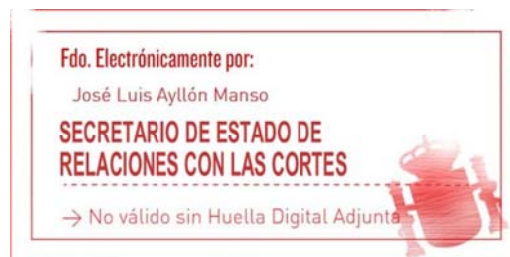 Fdo. Electrónicamente por:
José Luis Ayllón Manso
SECRETARIO DE ESTADO DE
RELACIONES CON LAS CORTES
→ No válido sin Huella Digital Adjunta